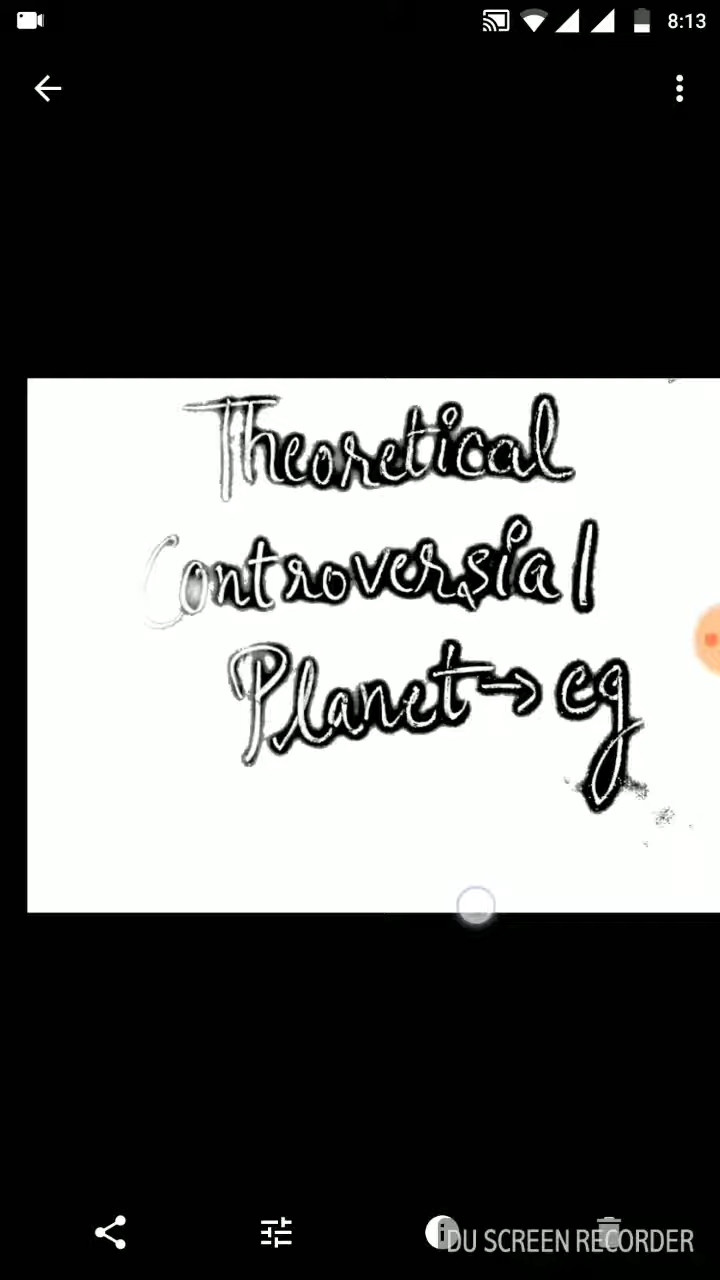 8:13
Theoretical
Controversial
Planet → eg
DU SCREEN RECORDER